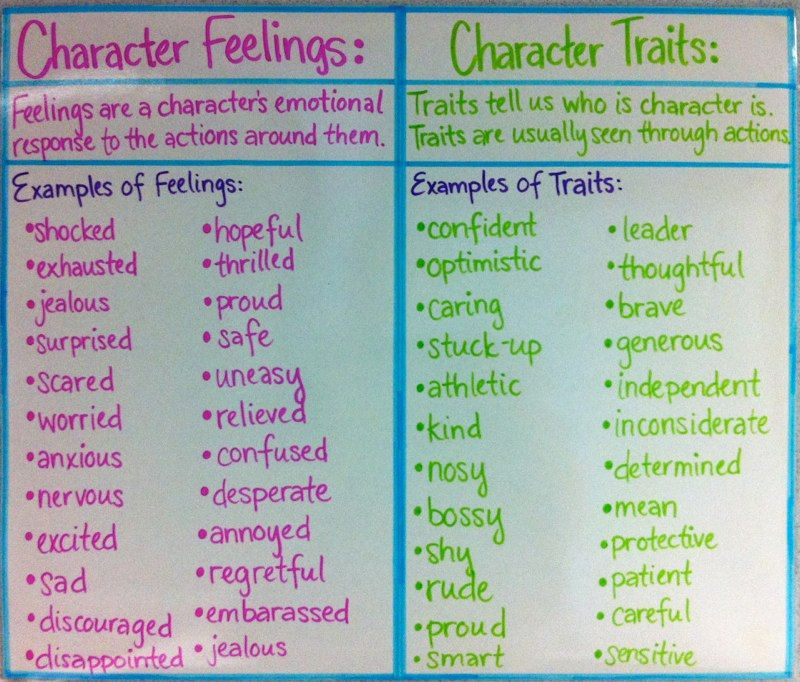 Character Feelings:
Feelings are a character's emotional
response to the actions around them.
Examples of Feelings:
•shocked
•exhausted
•jealous
•surprised
•scared
•worried
•anxious
•nervous
•excited
•sad
•discouraged
•disappointed
•hopeful
•thrilled
•proud
•safe
•uneasy
•relieved
•confused
•desperate
•annoyed
•regretful
•embarassed
•jealous
Character Traits:
Traits tell us who is character is.
Traits are usually seen through actions.
Examples of Traits:
•confident
•optimistic
•caring
•stuck-up
•athletic
•kind
•nosy
•bossy
•shy
•rude
•proud
•smart
•leader
•thoughtful
•brave
•generous
•independent
•inconsiderate
•determined
•mean
•protective
•patient
•careful
•sensitive